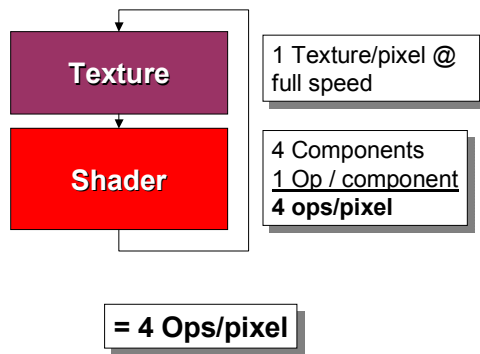 Texture
1 Texture/pixel @
full speed
Shader
4 Components
1 Op / component
4 ops/pixel
= 4 Ops/pixel